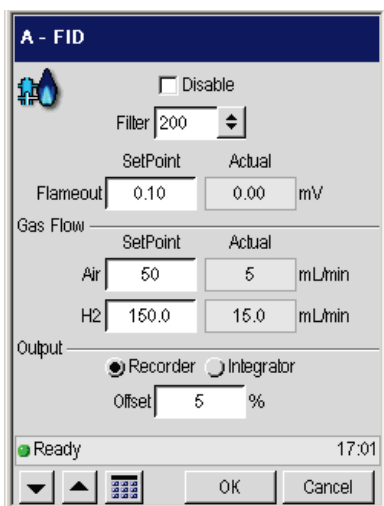 A - FID
Disable
Filter 200
SetPoint Actual
Flameout 0.10 0.00 mV
Gas Flow
SetPoint Actual
Air 50 5 mL/min
H2 150.0 15.0 mL/min
Output
Recorder Integrator
Offset 5 %
Ready 17:01
OK Cancel